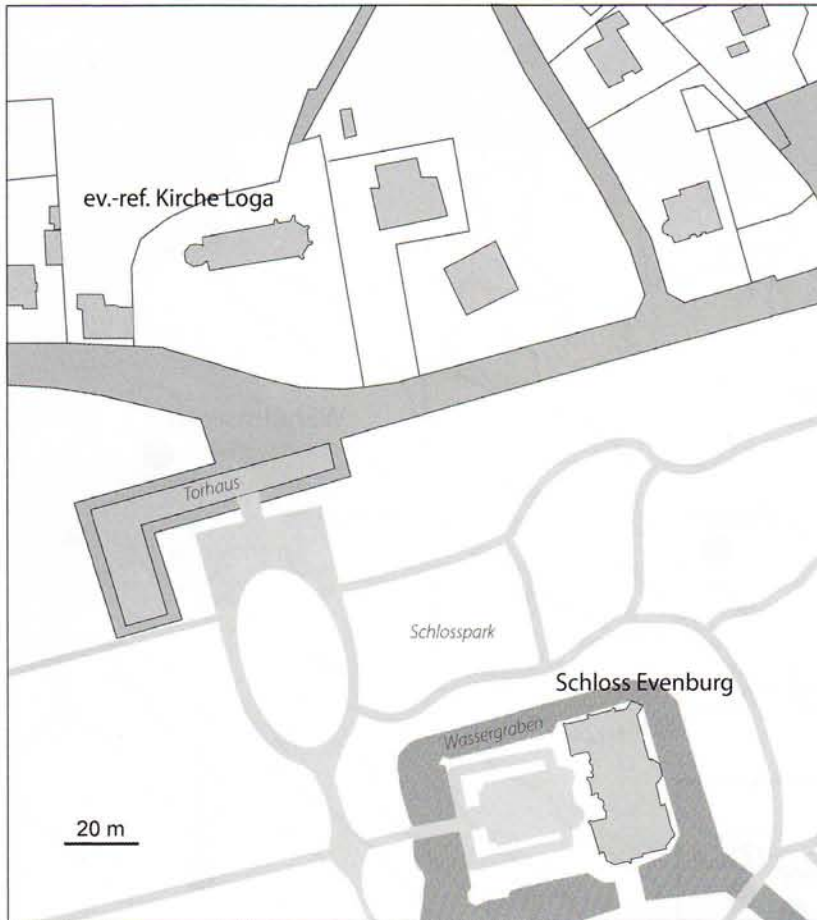 ev.-ref. Kirche Loga
Torhaus
Schlosspark
Schloss Evenburg
Wassergraben
20 m